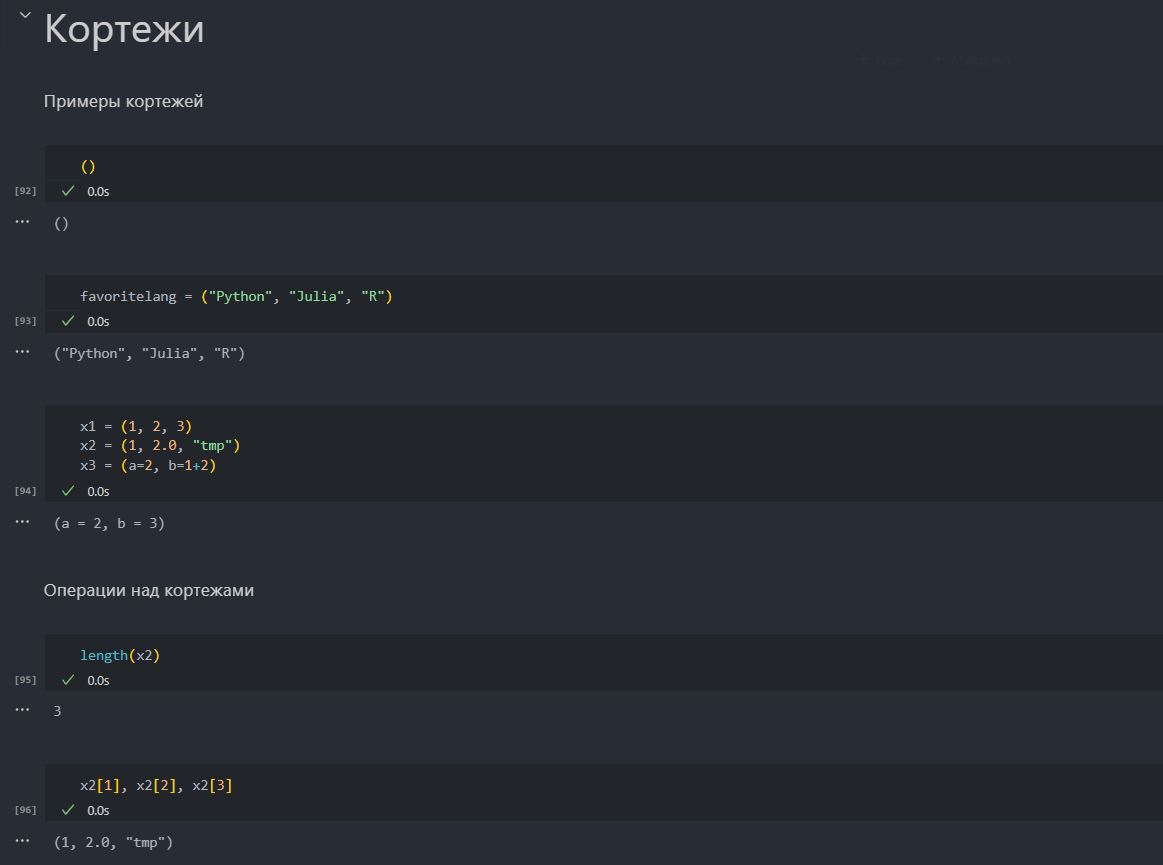 Кортежи
Примеры кортежей
()
[92] 0.0s
... ()
favoritelang = ("Python", "Julia", "R")
[93] 0.0s
... ("Python", "Julia", "R")
x1 = (1, 2, 3)
x2 = (1, 2.0, "tmp")
x3 = (a=2, b=1+2)
[94] 0.0s
... (a = 2, b = 3)
Операции над кортежами
length(x2)
[95] 0.0s
... 3
x2[1], x2[2], x2[3]
[96] 0.0s
... (1, 2.0, "tmp")